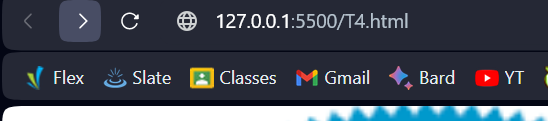 127.0.0.1:5500/T4.html
Flex Slate Classes Gmail Bard YT